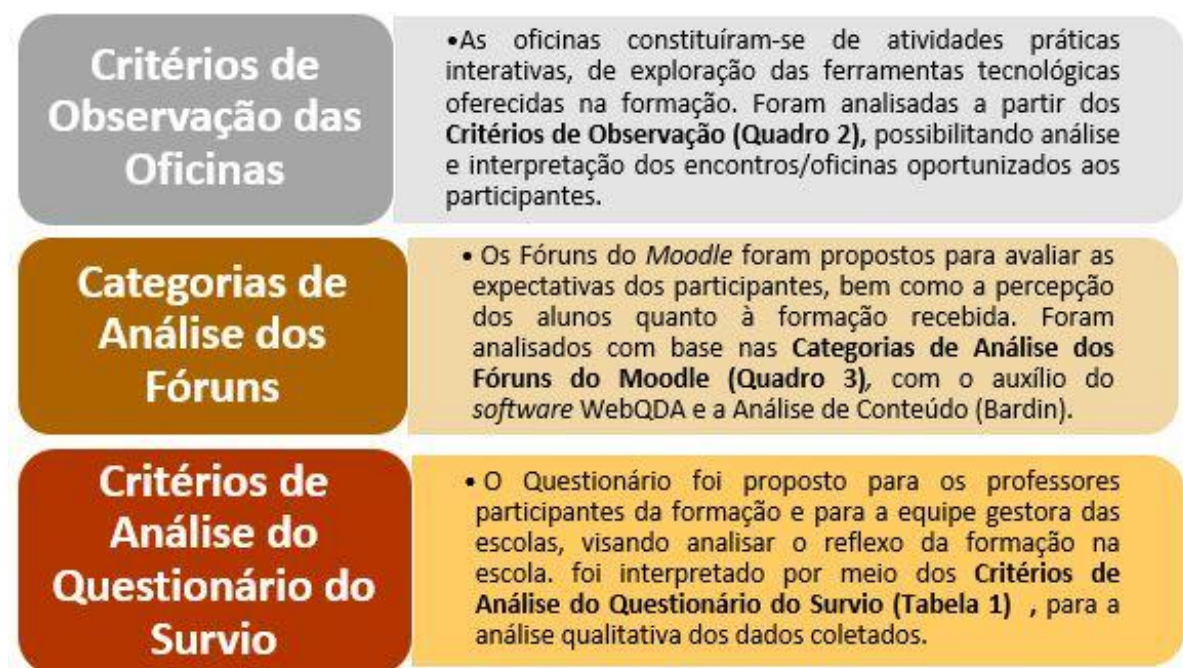 Critérios de
Observação das
Oficinas
•As oficinas constituíram-se de atividades práticas
interativas, de exploração das ferramentas tecnológicas
oferecidas na formação. Foram analisadas a partir dos
Critérios de Observação (Quadro 2), possibilitando análise
e interpretação dos encontros/oficinas oportunizados aos
participantes.
Categorias de
Análise dos
Fóruns
• Os Fóruns do Moodle foram propostos para avaliar as
expectativas dos participantes, bem como a percepção
dos alunos quanto à formação recebida. Foram
analisados com base nas Categorias de Análise dos
Fóruns do Moodle (Quadro 3), com o auxílio do
software WebQDA e a Análise de Conteúdo (Bardin).
Critérios de
Análise do
Questionário do
Survio
• O Questionário foi proposto para os professores
participantes da formação e para a equipe gestora das
escolas, visando analisar o reflexo da formação na
escola. foi interpretado por meio dos Critérios de
Análise do Questionário do Survio (Tabela 1) , para a
análise qualitativa dos dados coletados.